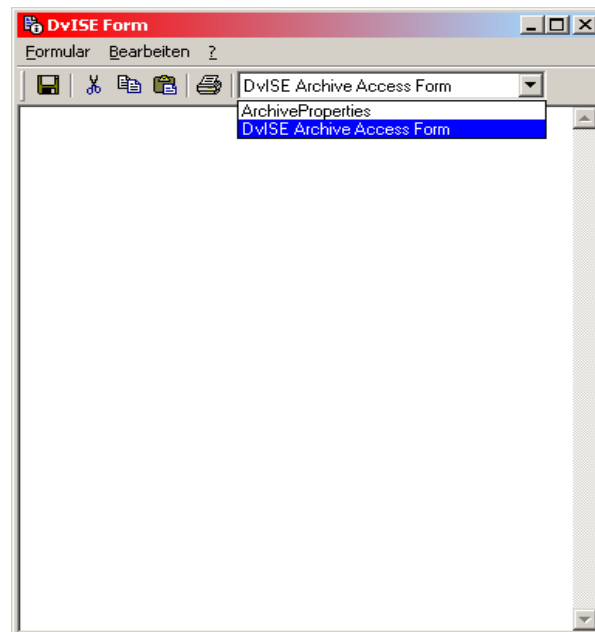 DvISE Form
Formular Bearbeiten ?
DvISE Archive Access Form
ArchiveProperties
DvISE Archive Access Form